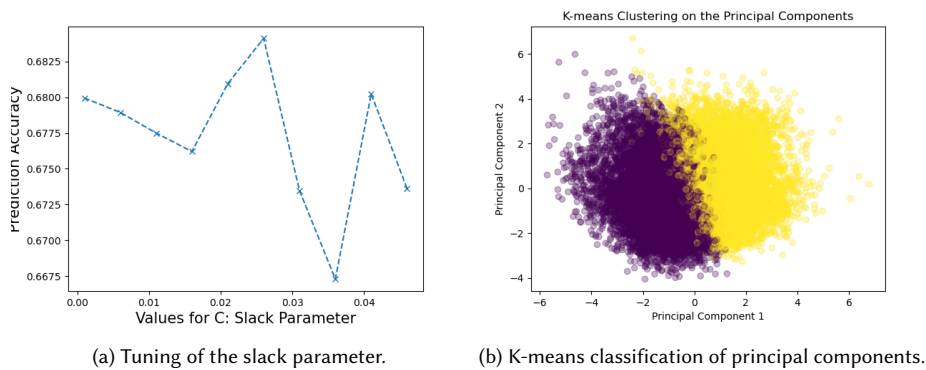 Prediction Accuracy
0.6825
0.6800
0.6775
0.6750
0.6725
0.6700
0.6675
0.00 0.01 0.02 0.03 0.04
Values for C: Slack Parameter
(a) Tuning of the slack parameter.
K-means Clustering on the Principal Components
Principal Component 2
6
4
2
0
−2
−4
−6 −4 −2 0 2 4 6
Principal Component 1
(b) K-means classification of principal components.